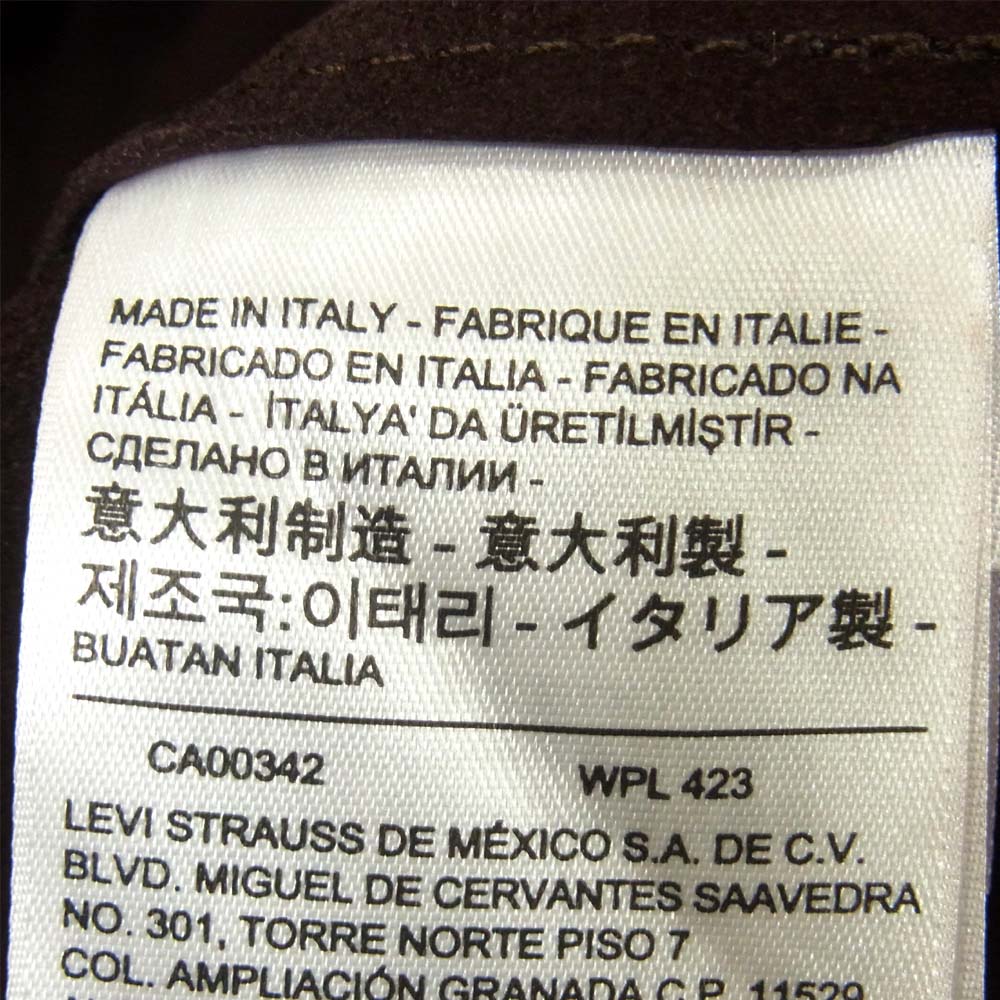 MADE IN ITALY - FABRIQUE EN ITALIE -
FABRICADO EN ITALIA - FABRICADO NA
ITÁLIA - İTALYA' DA ÜRETİLMİŞTİR -
СДЕЛАНО В ИТАЛИИ -
意大利制造 - 意大利製 -
제조국:이태리 - イタリア製 -
BUATAN ITALIA
CA00342 WPL 423
LEVI STRAUSS DE MÉXICO S.A. DE C.V.
BLVD. MIGUEL DE CERVANTES SAAVEDRA
NO. 301, TORRE NORTE PISO 7
COL. AMPLIACIÓN GRANADA C.P. 11529